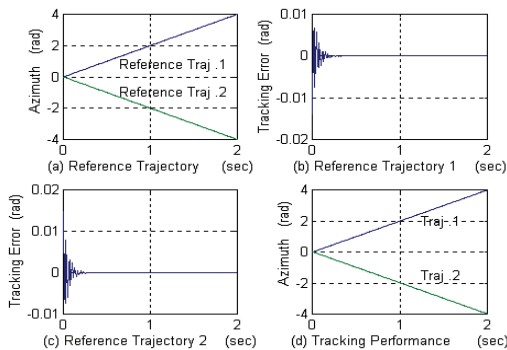 4
2
0
-2
4
Azimuth (rad)
Reference Traj .1
Reference Traj .2
0 1 2
(a) Reference Trajectory (sec)
0.01
0
-0.01
-0.02
Tracking Error (rad)
0 1 2
(b) Reference Trajectory 1 (sec)
0.02
0.01
0
-0.01
Tracking Error (rad)
0 1 2
(c) Reference Trajectory 2 (sec)
4
2
0
-2
-4
Azimuth (rad)
Traj .1
Traj .2
0 1 2
(d) Tracking Performance (sec)